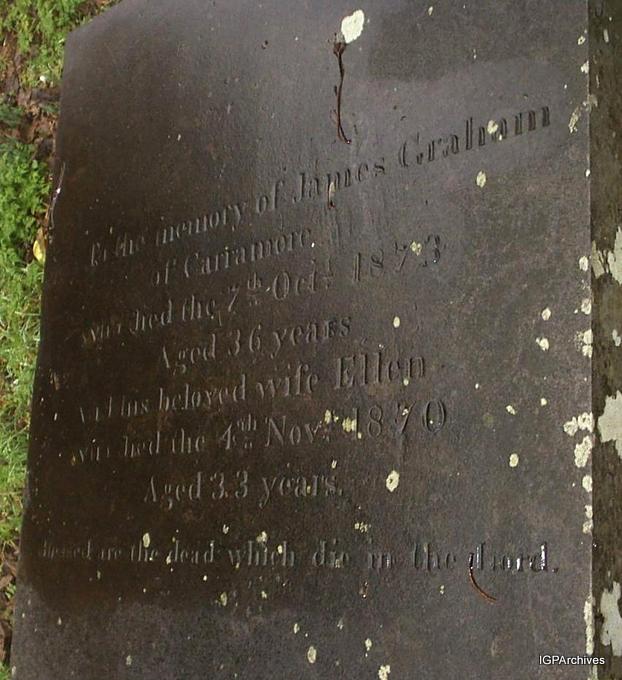 To the memory of James Graham
of Carramore
who died the 7th Octr. 1873
Aged 36 years
And his beloved wife Ellen
who died the 4th Novr. 1870
Aged 33 years.
Blessed are the dead which die in the Lord.
IGPArchives